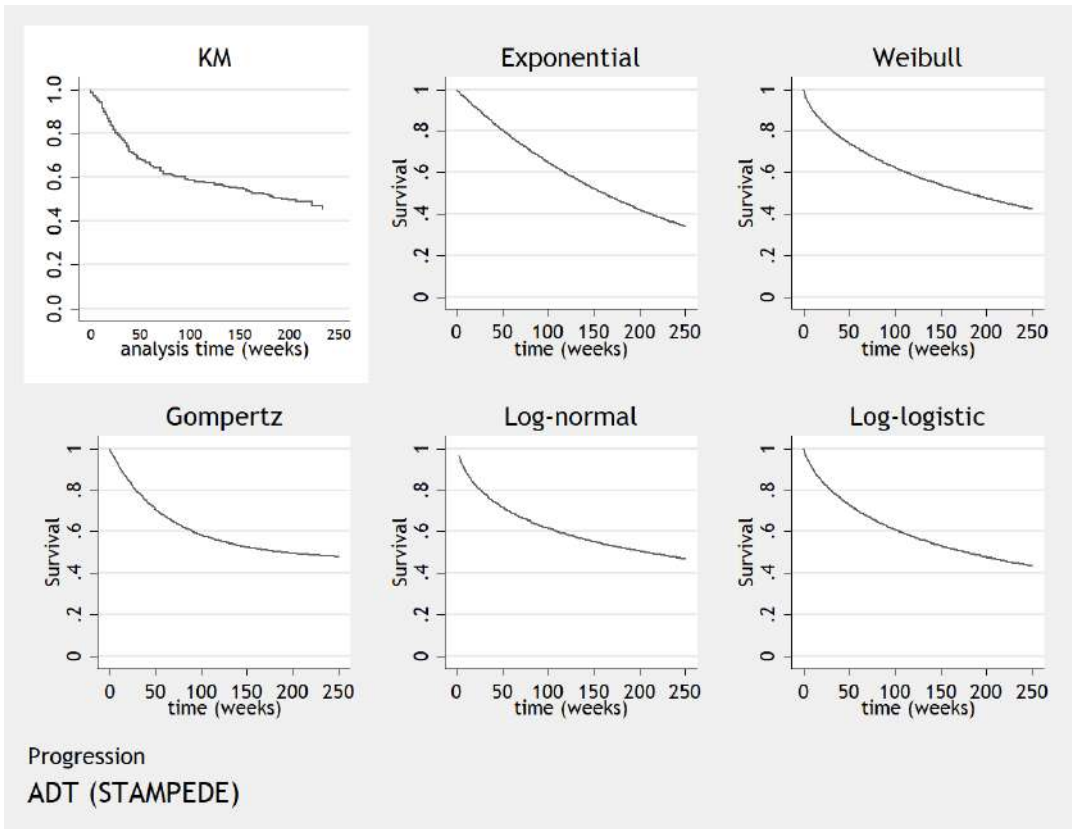 KM
1.0
0.8
0.6
0.4
0.2
0.0
0 50 100 150 200 250
analysis time (weeks)
Exponential
Survival
1
.8
.6
.4
.2
0
0 50 100 150 200 250
time (weeks)
Weibull
Survival
1
.8
.6
.4
.2
0
0 50 100 150 200 250
time (weeks)
Gompertz
Survival
1
.8
.6
.4
.2
0
0 50 100 150 200 250
time (weeks)
Log-normal
Survival
1
.8
.6
.4
.2
0
0 50 100 150 200 250
time (weeks)
Log-logistic
Survival
1
.8
.6
.4
.2
0
0 50 100 150 200 250
time (weeks)
Progression
ADT (STAMPEDE)